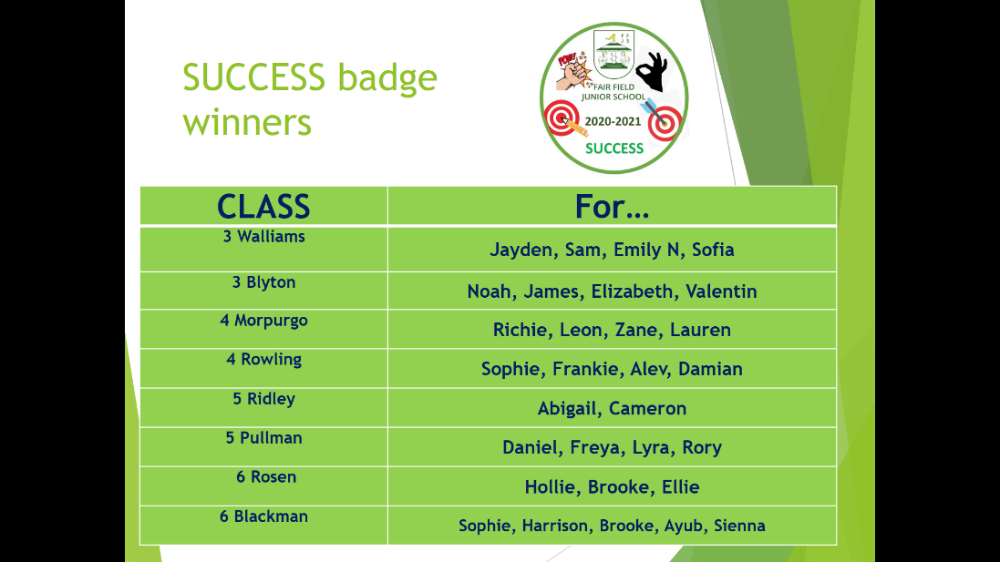 SUCCESS badge
winners
POW!
F F
J S
FAIR FIELD
JUNIOR SCHOOL
2020-2021
SUCCESS
CLASS For…
3 Walliams Jayden, Sam, Emily N, Sofia
3 Blyton Noah, James, Elizabeth, Valentin
4 Morpurgo Richie, Leon, Zane, Lauren
4 Rowling Sophie, Frankie, Alev, Damian
5 Ridley Abigail, Cameron
5 Pullman Daniel, Freya, Lyra, Rory
6 Rosen Hollie, Brooke, Ellie
6 Blackman Sophie, Harrison, Brooke, Ayub, Sienna